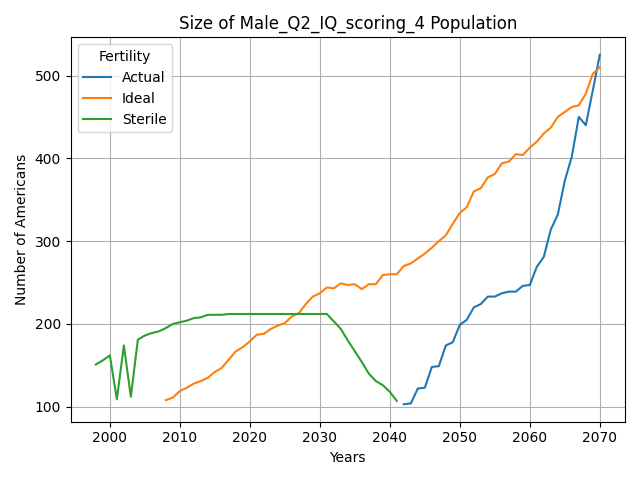 Size of Male_Q2_IQ_scoring_4 Population
Fertility
Actual
Ideal
Sterile
Number of Americans
500
400
300
200
100
2000 2010 2020 2030 2040 2050 2060 2070
Years